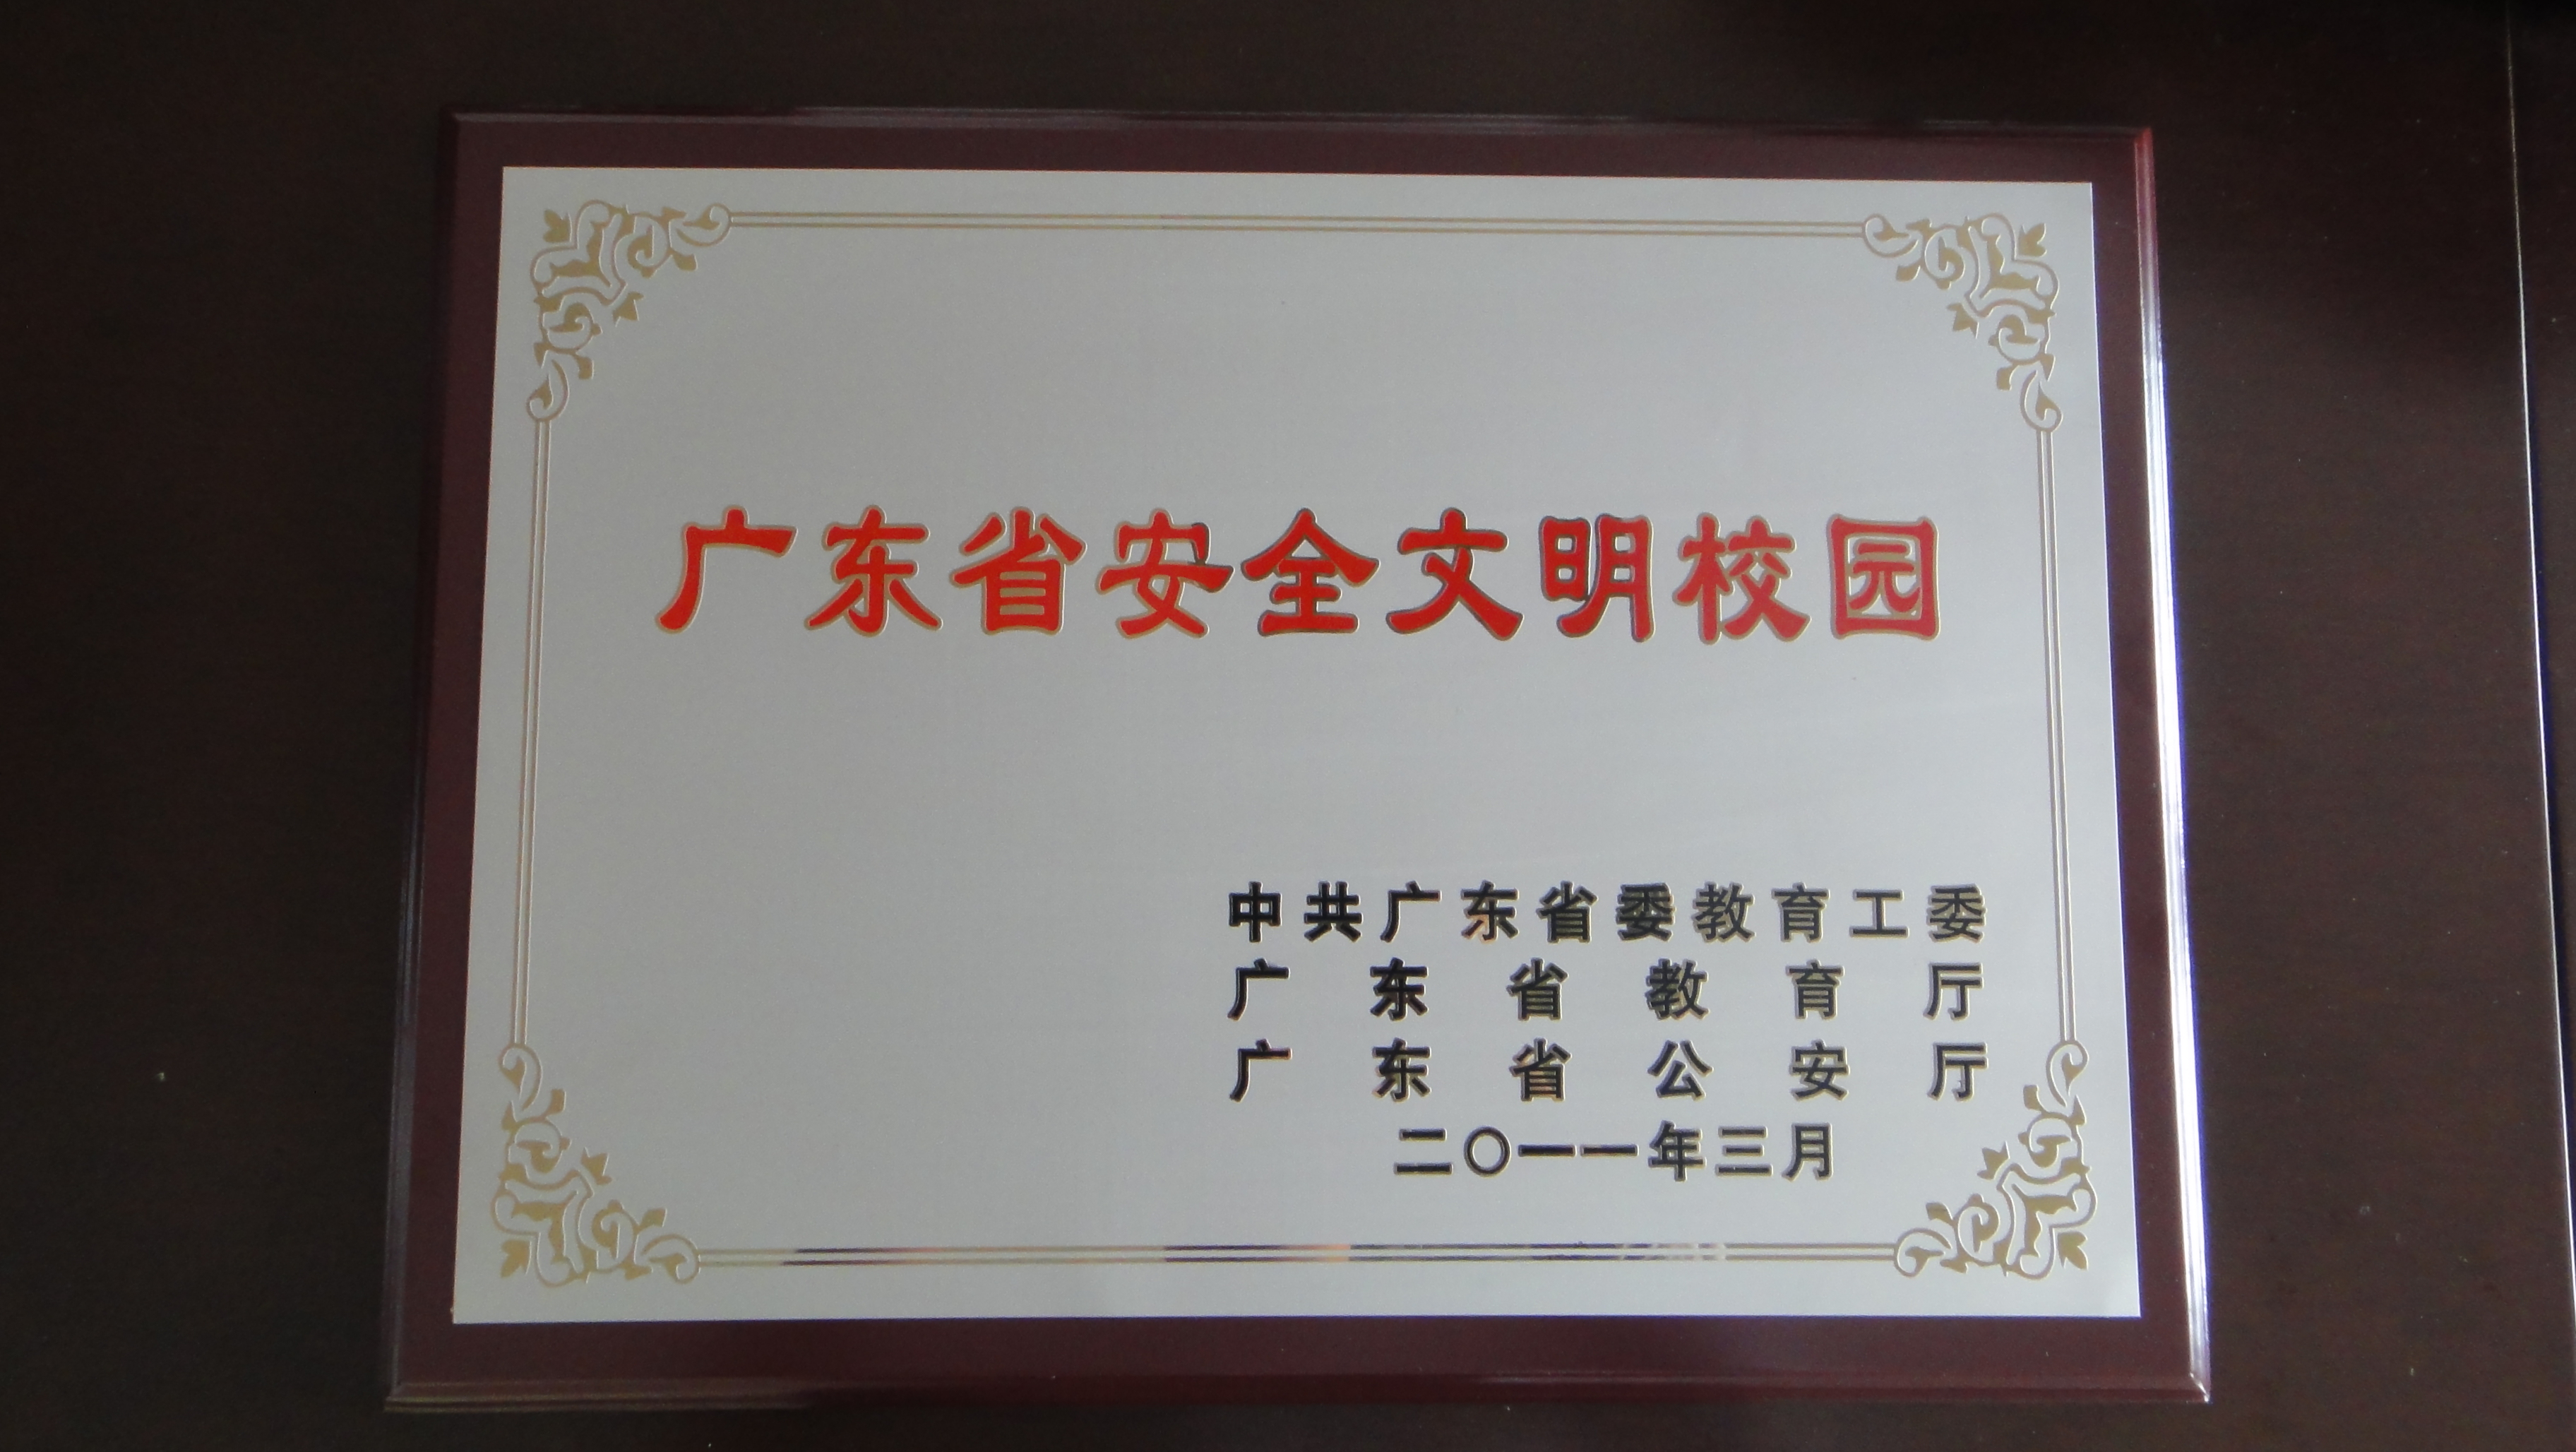 广东省安全文明校园
中共广东省委教育工委
广东省教育厅
广东省公安厅
二〇一一年三月